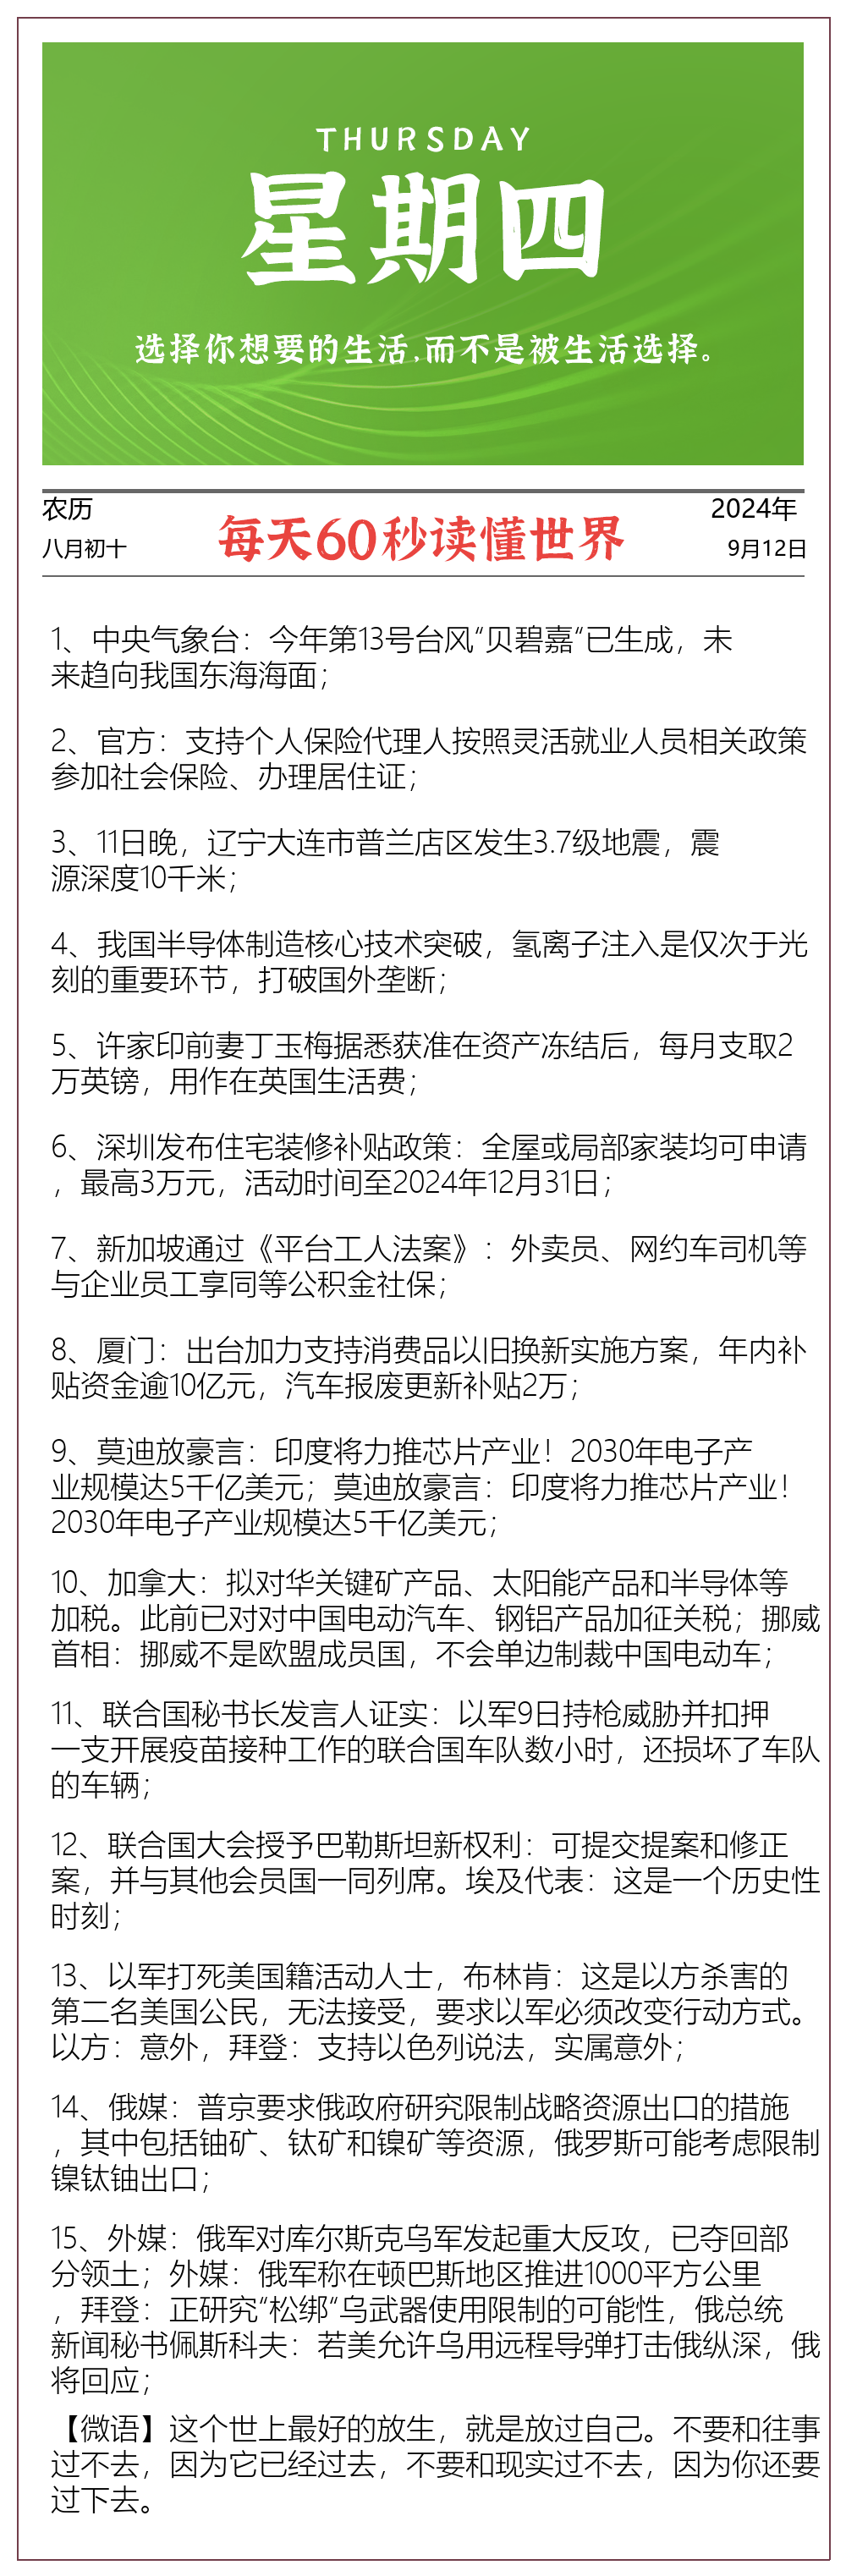 THURSDAY
星期四
选择你想要的生活,而不是被生活选择。
农历
2024年
每天60秒读懂世界
八月初十
9月12日
1、中央气象台：今年第13号台风“贝碧嘉“已生成，未
来趋向我国东海海面；
2、官方：支持个人保险代理人按照灵活就业人员相关政策
参加社会保险、办理居住证；
3、11日晚，辽宁大连市普兰店区发生3.7级地震，震
源深度10千米；
4、我国半导体制造核心技术突破，氢离子注入是仅次于光
刻的重要环节，打破国外垄断；
5、许家印前妻丁玉梅据悉获准在资产冻结后，每月支取2
万英镑，用作在英国生活费；
6、深圳发布住宅装修补贴政策：全屋或局部家装均可申请
，最高3万元，活动时间至2024年12月31日；
7、新加坡通过《平台工人法案》：外卖员、网约车司机等
与企业员工享同等公积金社保；
8、厦门：出台加力支持消费品以旧换新实施方案，年内补
贴资金逾10亿元，汽车报废更新补贴2万；
9、莫迪放豪言：印度将力推芯片产业！2030年电子产
业规模达5千亿美元；莫迪放豪言：印度将力推芯片产业！
2030年电子产业规模达5千亿美元；
10、加拿大：拟对华关键矿产品、太阳能产品和半导体等
加税。此前已对对中国电动汽车、钢铝产品加征关税；挪威
首相：挪威不是欧盟成员国，不会单边制裁中国电动车；
11、联合国秘书长发言人证实：以军9日持枪威胁并扣押
一支开展疫苗接种工作的联合国车队数小时，还损坏了车队
的车辆；
12、联合国大会授予巴勒斯坦新权利：可提交提案和修正
案，并与其他会员国一同列席。埃及代表：这是一个历史性
时刻；
13、以军打死美国籍活动人士，布林肯：这是以方杀害的
第二名美国公民，无法接受，要求以军必须改变行动方式。
以方：意外，拜登：支持以色列说法，实属意外；
14、俄媒：普京要求俄政府研究限制战略资源出口的措施
，其中包括铀矿、钛矿和镍矿等资源，俄罗斯可能考虑限制
镍钛铀出口；
15、外媒：俄军对库尔斯克乌军发起重大反攻，已夺回部
分领土；外媒：俄军称在顿巴斯地区推进1000平方公里
，拜登：正研究“松绑“乌武器使用限制的可能性，俄总统
新闻秘书佩斯科夫：若美允许乌用远程导弹打击俄纵深，俄
将回应；
【微语】这个世上最好的放生，就是放过自己。不要和往事
过不去，因为它已经过去，不要和现实过不去，因为你还要
过下去。